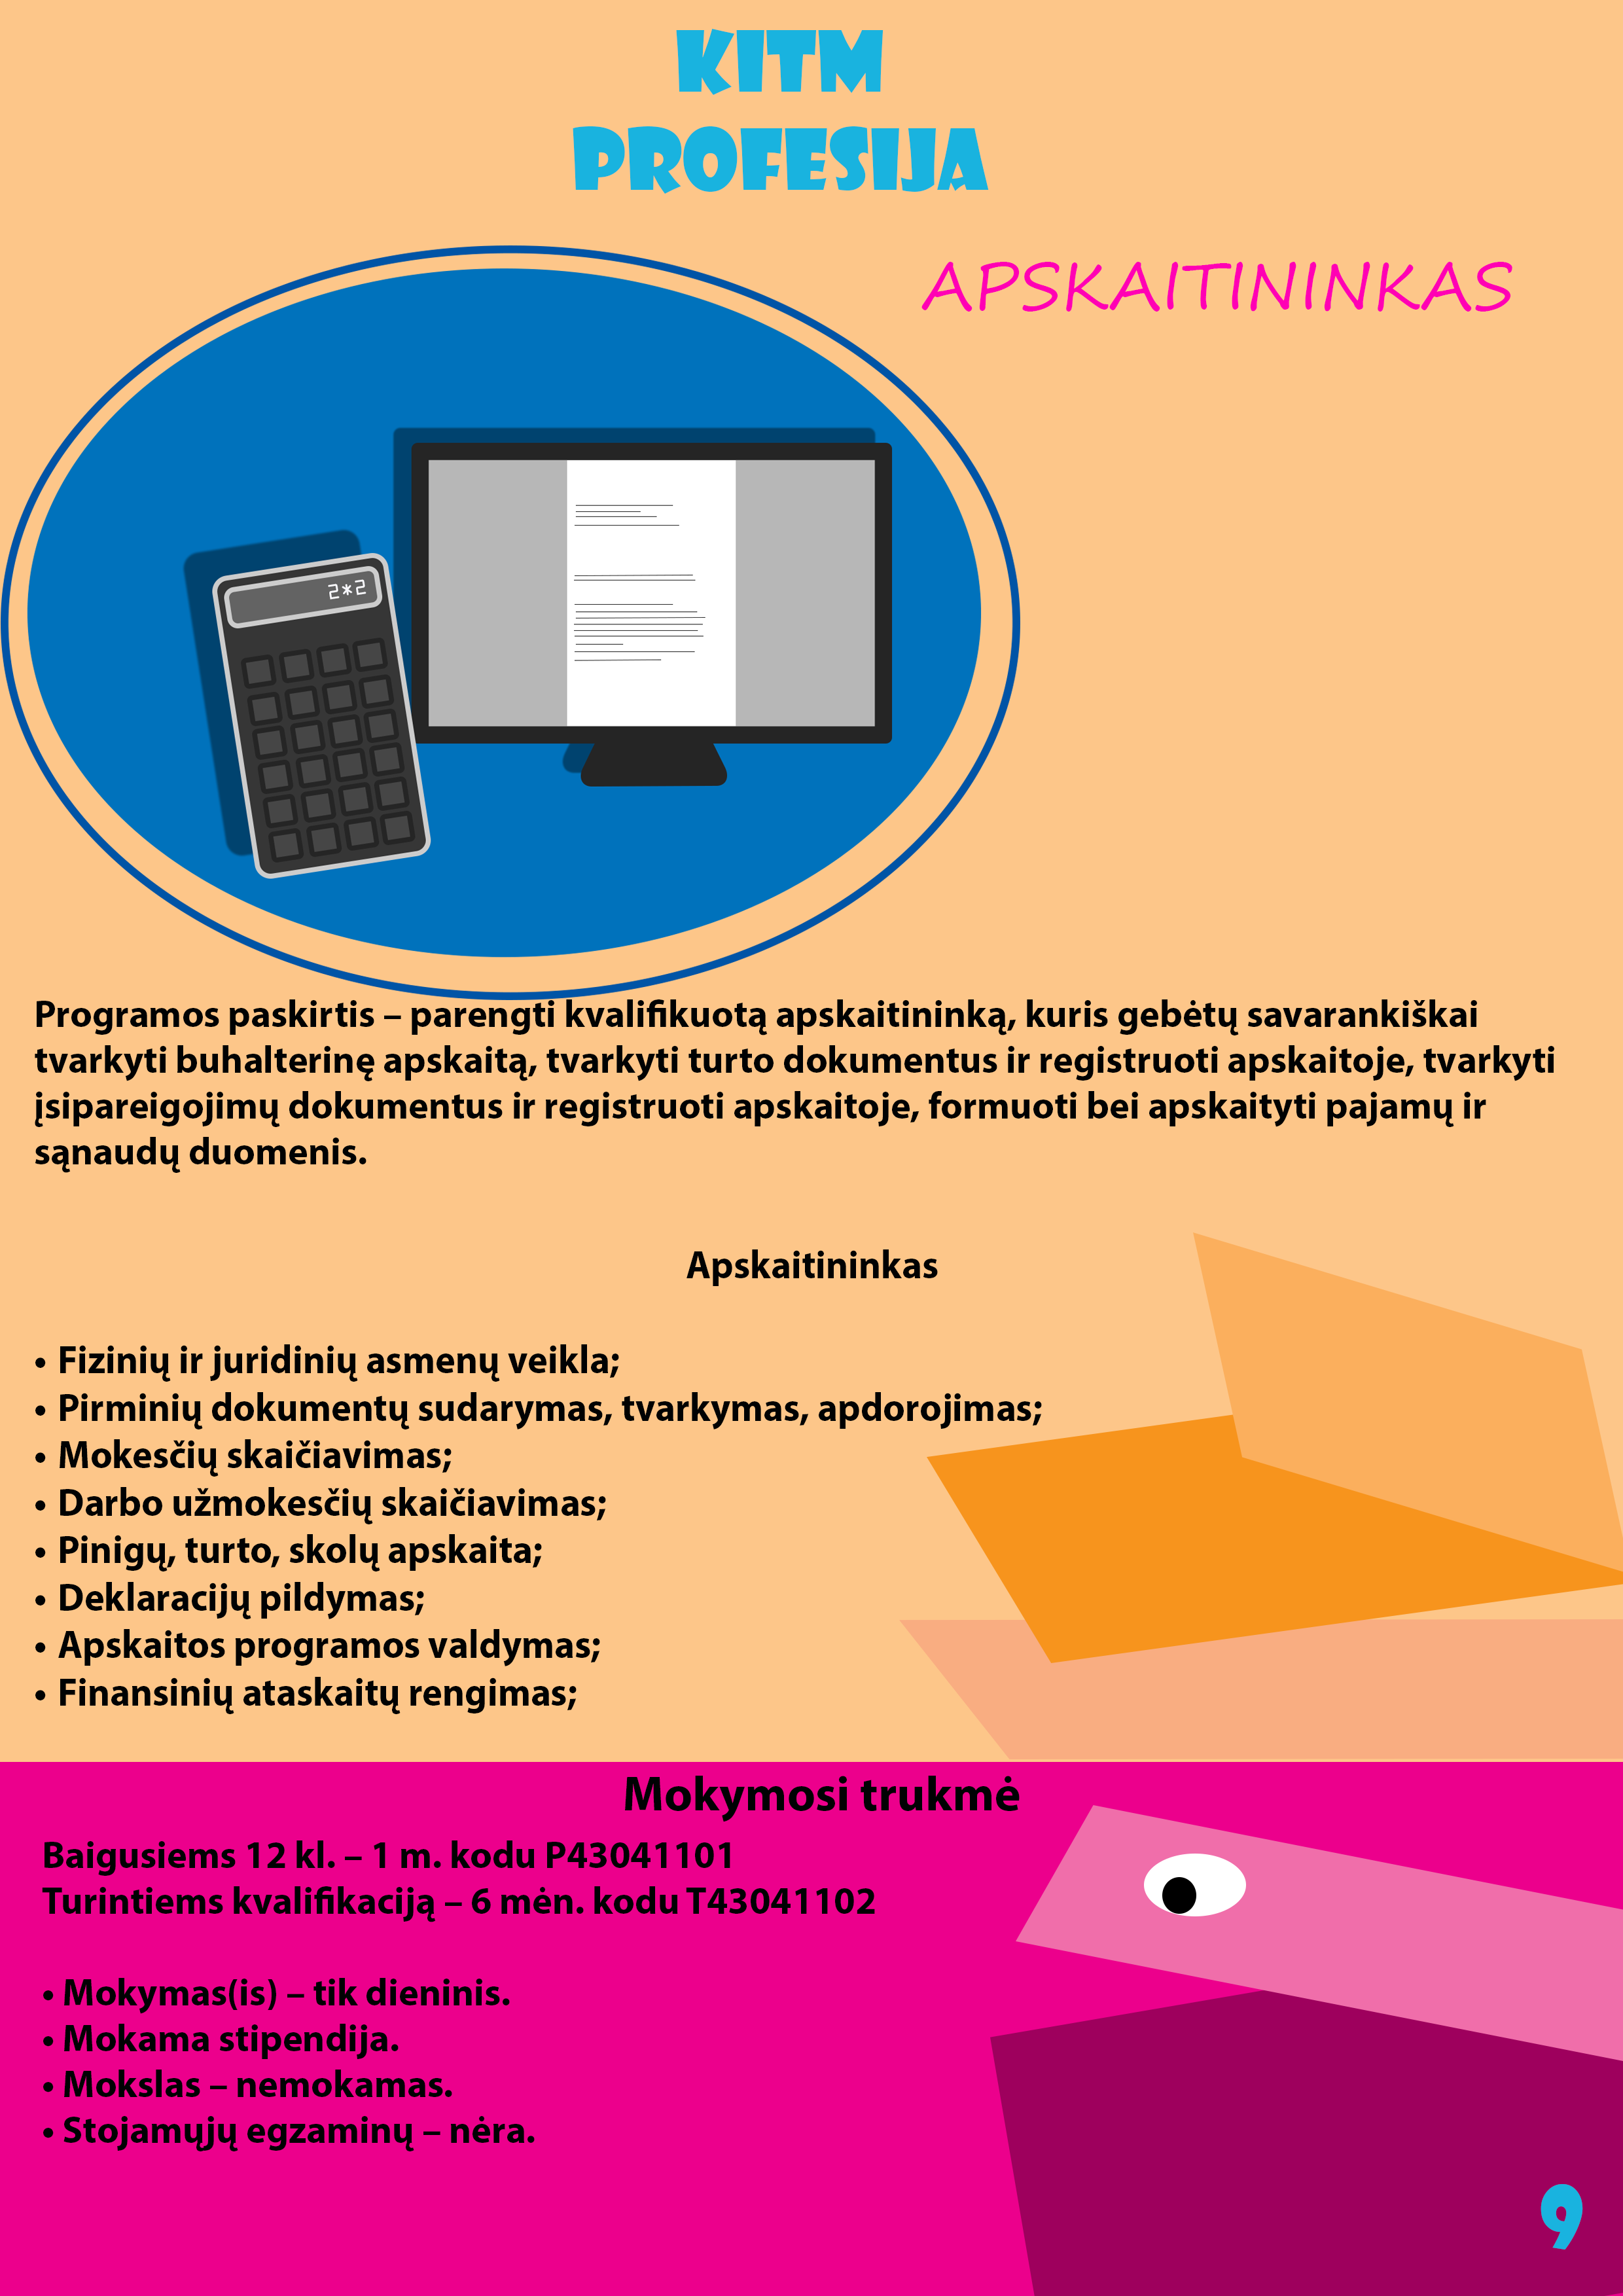 KITM
PROFESIJA
APSKAITININKAS
2*2
Programos paskirtis – parengti kvalifikuotą apskaitininką, kuris gebėtų savarankiškai
tvarkyti buhalterinę apskaitą, tvarkyti turto dokumentus ir registruoti apskaitoje, tvarkyti
įsipareigojimų dokumentus ir registruoti apskaitoje, formuoti bei apskaityti pajamų ir
sąnaudų duomenis.
Apskaitininkas
• Fizinių ir juridinių asmenų veikla;
• Pirminių dokumentų sudarymas, tvarkymas, apdorojimas;
• Mokesčių skaičiavimas;
• Darbo užmokesčių skaičiavimas;
• Pinigų, turto, skolų apskaita;
• Deklaracijų pildymas;
• Apskaitos programos valdymas;
• Finansinių ataskaitų rengimas;
Mokymosi trukmė
Baigusiems 12 kl. – 1 m. kodu P43041101
Turintiems kvalifikaciją – 6 mėn. kodu T43041102
• Mokymas(is) – tik dieninis.
• Mokama stipendija.
• Mokslas – nemokamas.
• Stojamųjų egzaminų – nėra.
9